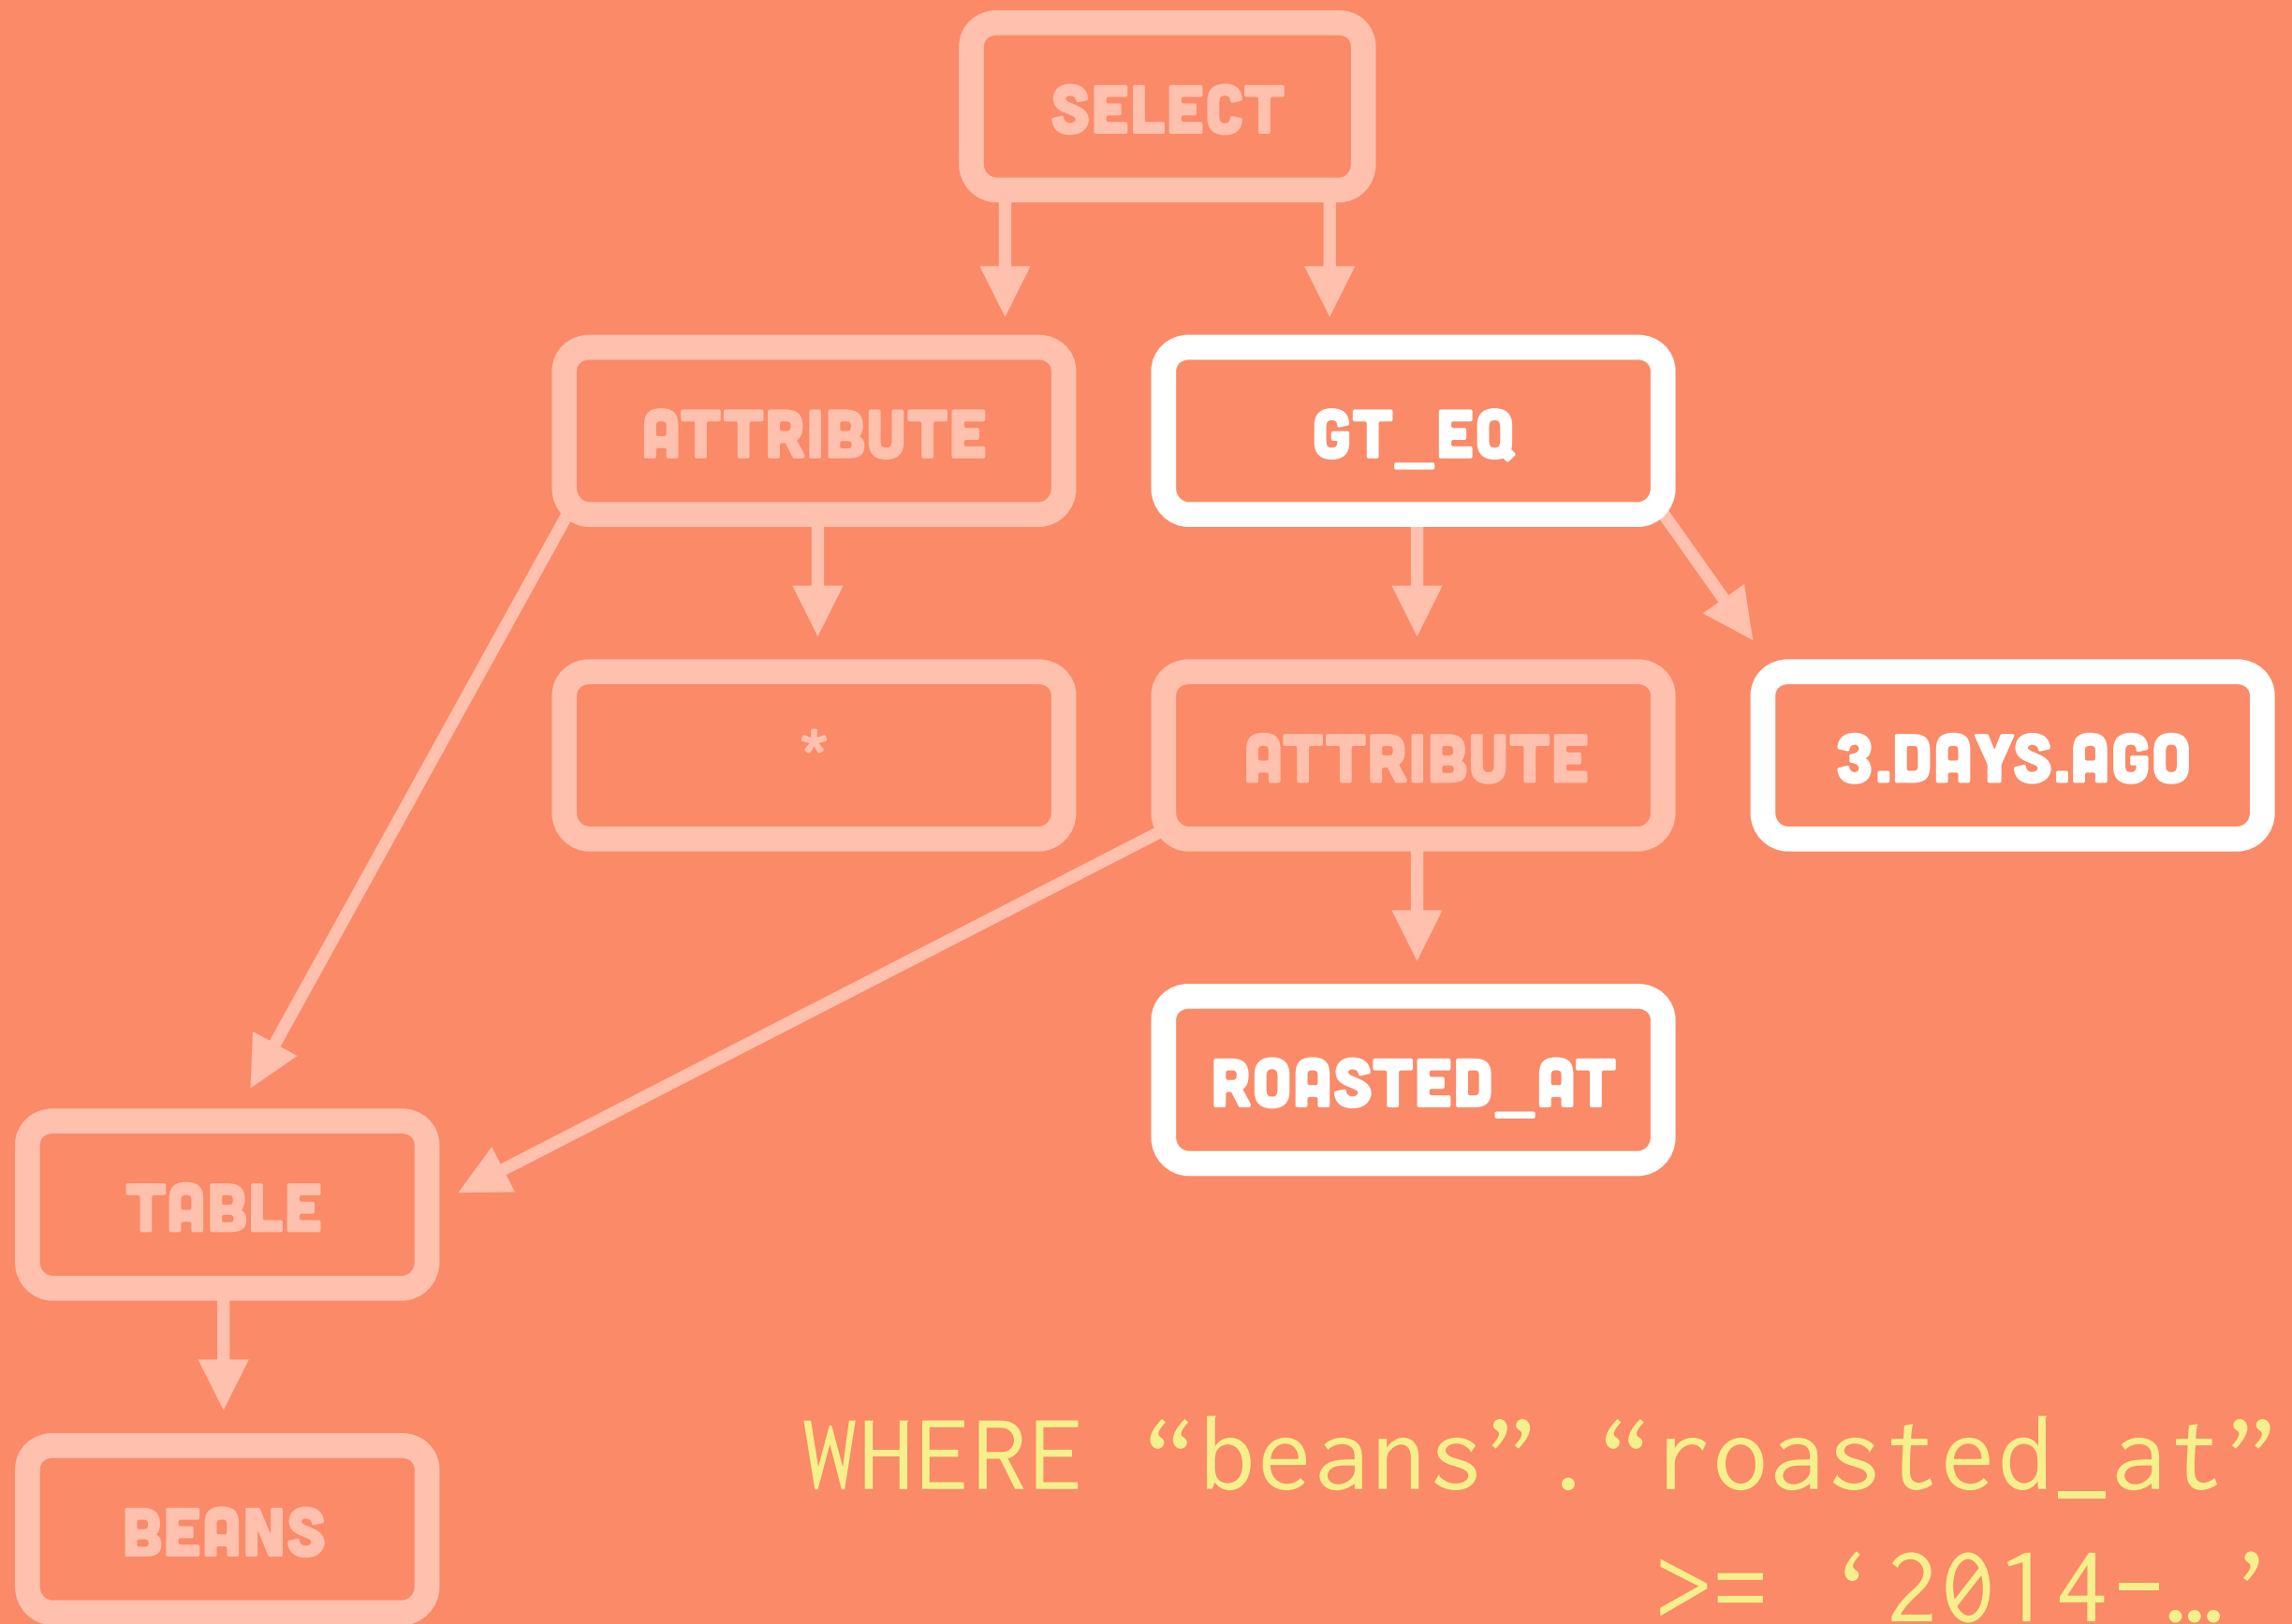 SELECT
ATTRIBUTE
GT_EQ
*
ATTRIBUTE
3.DAYS.AGO
ROASTED_AT
TABLE
BEANS
WHERE “beans”.“roasted_at”
>= ‘2014-…’